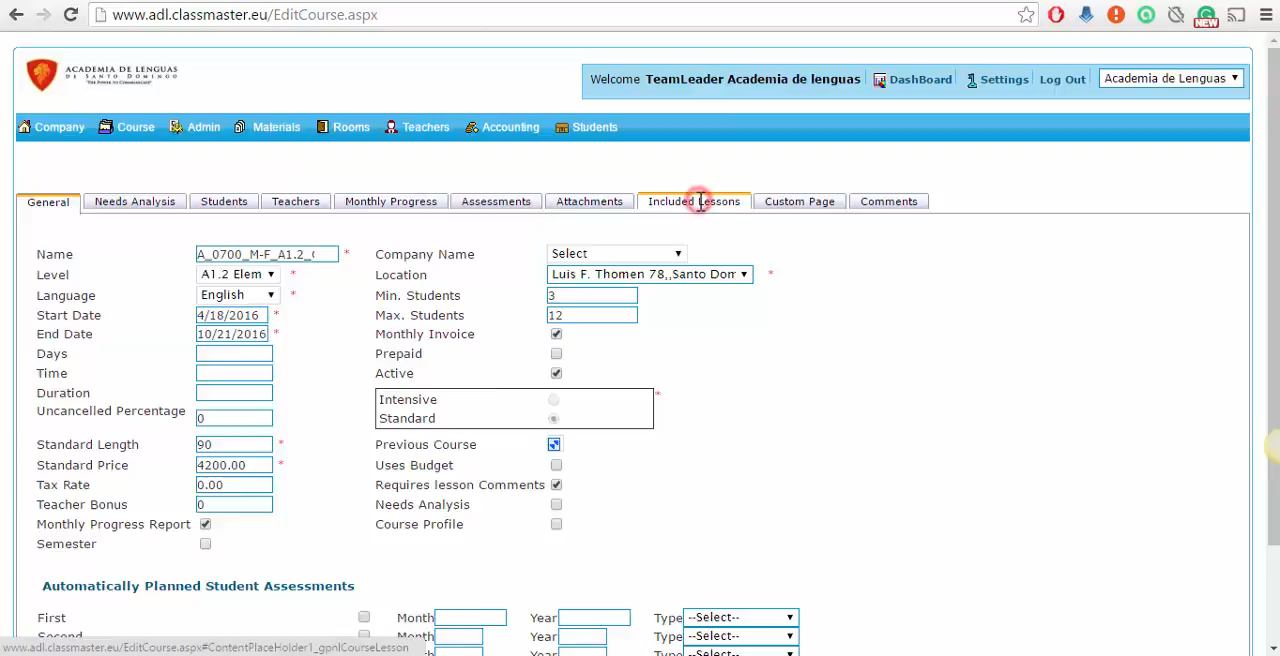 www.adl.classmaster.eu/EditCourse.aspx
NEW
ACADEMIA DE LENGUAS
DE SANTO DOMINGO
Welcome TeamLeader Academia de lenguas DashBoard Settings Log Out Academia de Lenguas
Company Course Admin Materials Rooms Teachers Accounting Students
General Needs Analysis Students Teachers Monthly Progress Assessments Attachments Included Lessons Custom Page Comments
Name A_0700_M-F_A1.2_ * Company Name Select
Level A1.2 Elem * Location Luis F. Thomen 78,,Santo Dom *
Language English * Min. Students 3
Start Date 4/18/2016 * Max. Students 12
End Date 10/21/2016 * Monthly Invoice
Days Prepaid
Time Active
Duration Intensive *
Uncancelled Percentage 0 Standard
Standard Length 90 * Previous Course
Standard Price 4200.00 * Uses Budget
Tax Rate 0.00 Requires lesson Comments
Teacher Bonus 0 Needs Analysis
Monthly Progress Report Course Profile
Semester
Automatically Planned Student Assessments
First Month Year Type --Select--
Second Month Year Type --Select--
Month Year Type --Select--
www.adl.classmaster.eu/EditCourse.aspx#ContentPlaceHolder1_gpnlCourseLesson